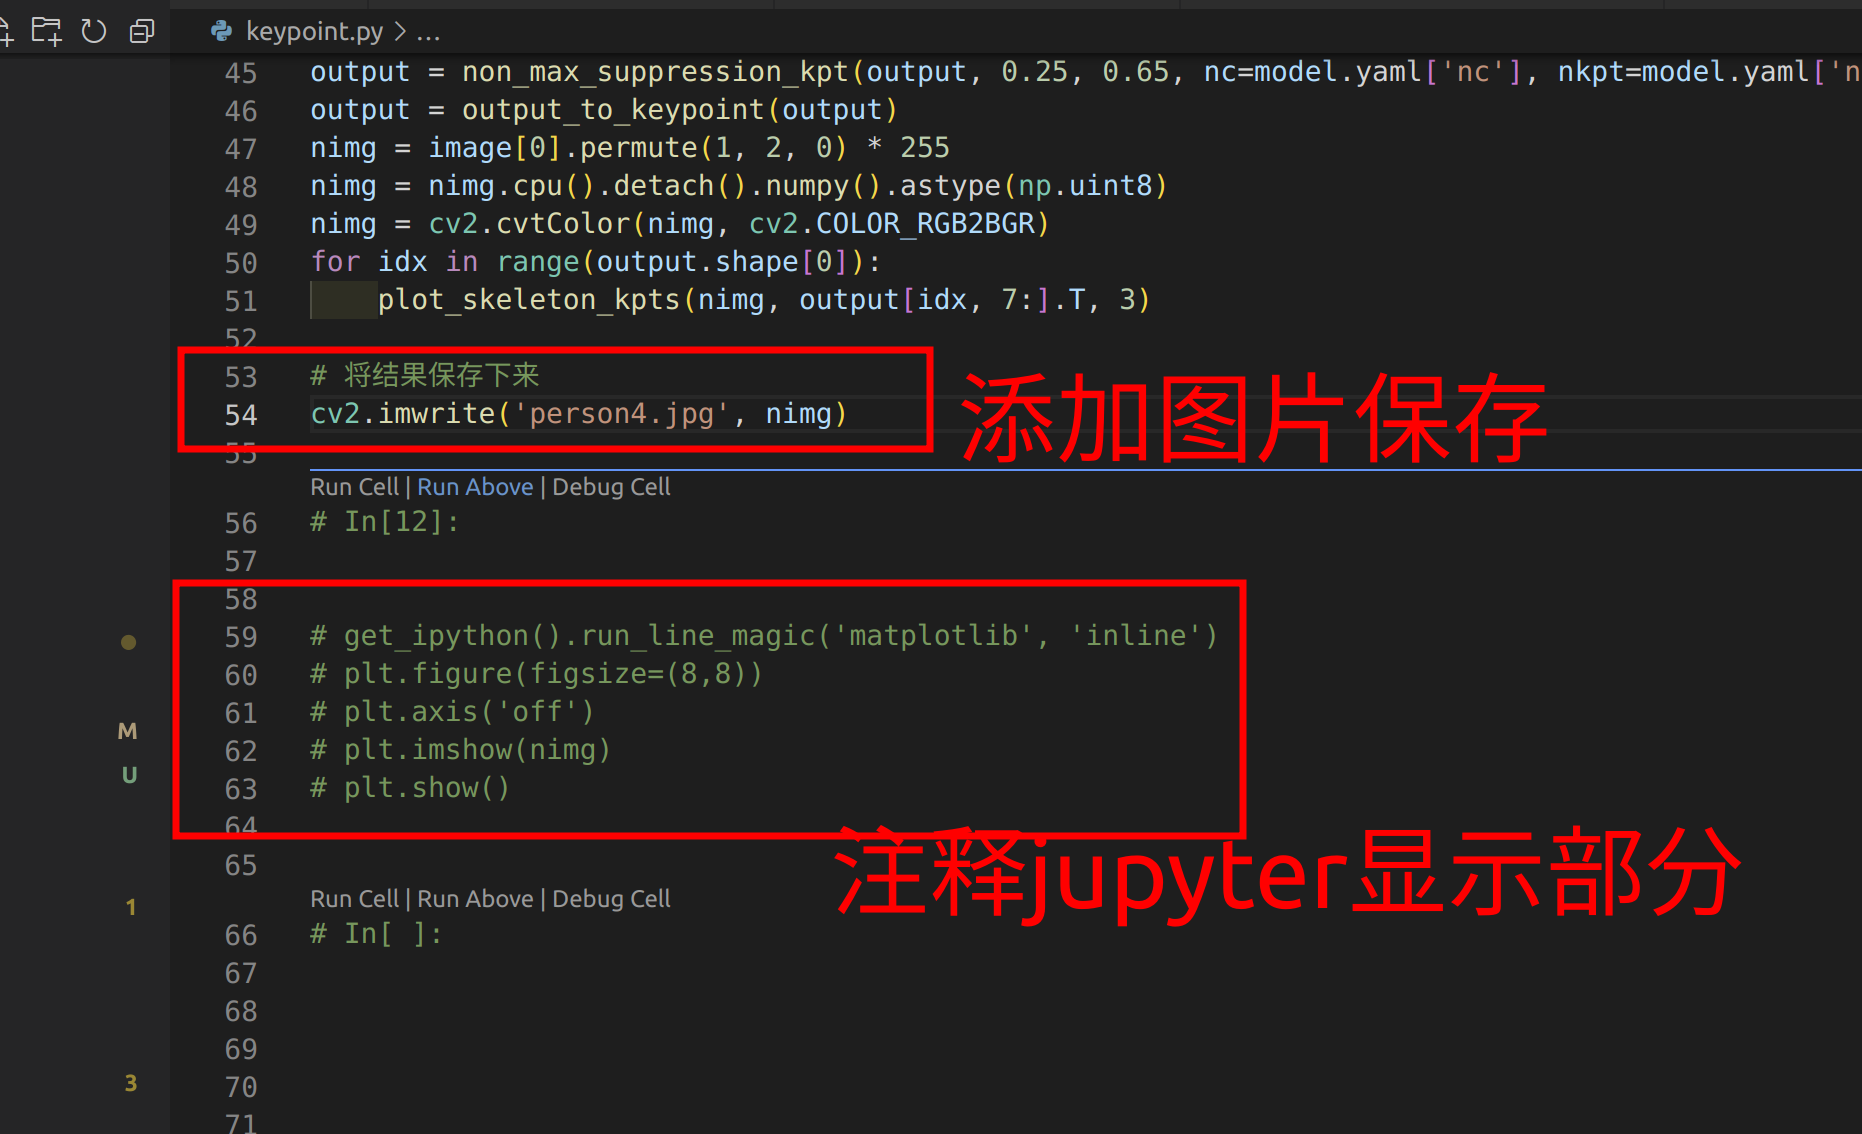 keypoint.py > ...
45 output = non_max_suppression_kpt(output, 0.25, 0.65, nc=model.yaml['nc'], nkpt=model.yaml['n
46 output = output_to_keypoint(output)
47 nimg = image[0].permute(1, 2, 0) * 255
48 nimg = nimg.cpu().detach().numpy().astype(np.uint8)
49 nimg = cv2.cvtColor(nimg, cv2.COLOR_RGB2BGR)
50 for idx in range(output.shape[0]):
51     plot_skeleton_kpts(nimg, output[idx, 7:].T, 3)
52
53 # 将结果保存下来
54 cv2.imwrite('person4.jpg', nimg)
添加图片保存
55
Run Cell | Run Above | Debug Cell
56 # In[12]:
57
58
59 # get_ipython().run_line_magic('matplotlib', 'inline')
60 # plt.figure(figsize=(8,8))
61 # plt.axis('off')
M
62 # plt.imshow(nimg)
U
63 # plt.show()
64
65
注释jupyter显示部分
Run Cell | Run Above | Debug Cell
1
66 # In[ ]:
67
68
69
3
70
71